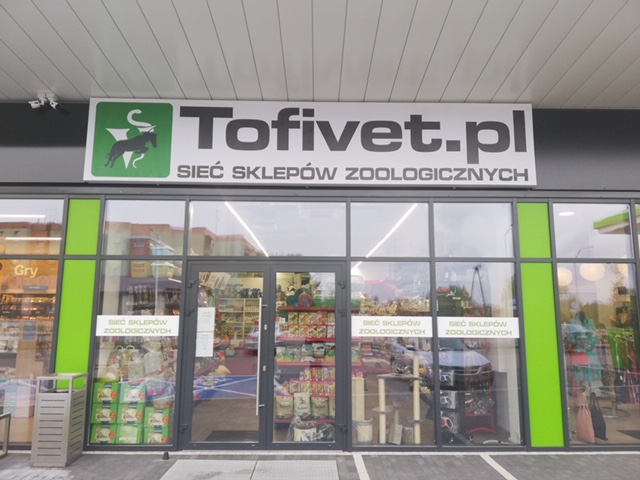 Tofivet.pl
SIEĆ SKLEPÓW ZOOLOGICZNYCH
Gry
SIEĆ SKLEPÓW
ZOOLOGICZNYCH
SIEĆ SKLEPÓW
ZOOLOGICZNYCH
SIEĆ SKLEPÓW
ZOOLOGICZNYCH